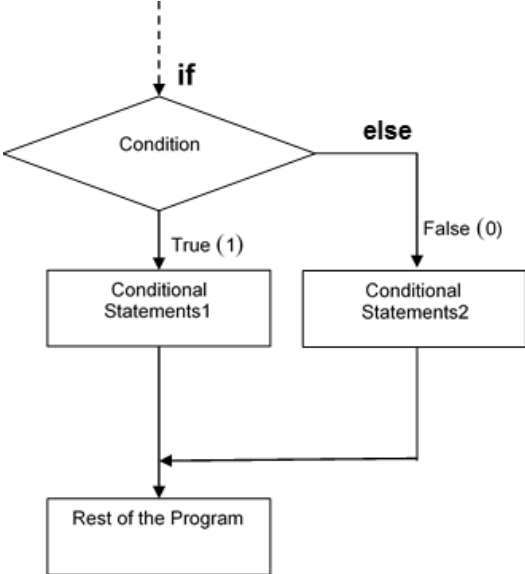 if
Condition
else
True (1)
False (0)
Conditional
Statements1
Conditional
Statements2
Rest of the Program